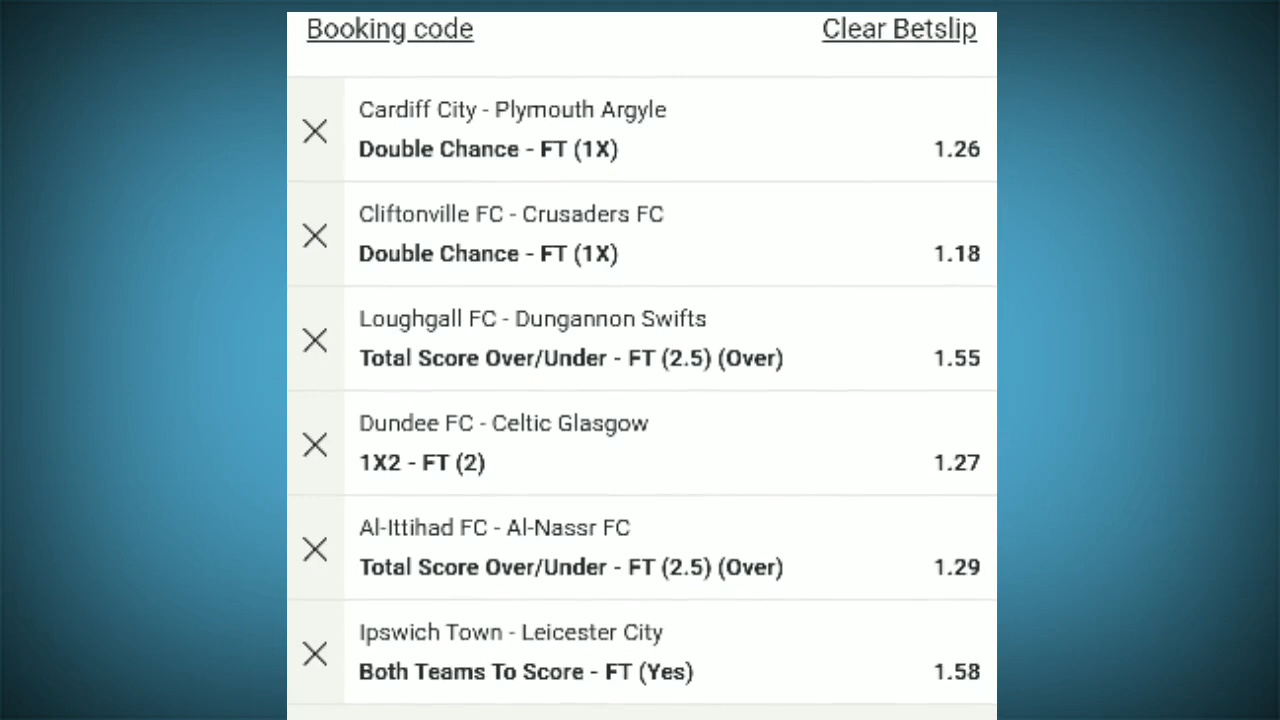 Booking code Clear Betslip
Cardiff City - Plymouth Argyle
Double Chance - FT (1X) 1.26
Cliftonville FC - Crusaders FC
Double Chance - FT (1X) 1.18
Loughgall FC - Dungannon Swifts
Total Score Over/Under - FT (2.5) (Over) 1.55
Dundee FC - Celtic Glasgow
1X2 - FT (2) 1.27
Al-Ittihad FC - Al-Nassr FC
Total Score Over/Under - FT (2.5) (Over) 1.29
Ipswich Town - Leicester City
Both Teams To Score - FT (Yes) 1.58